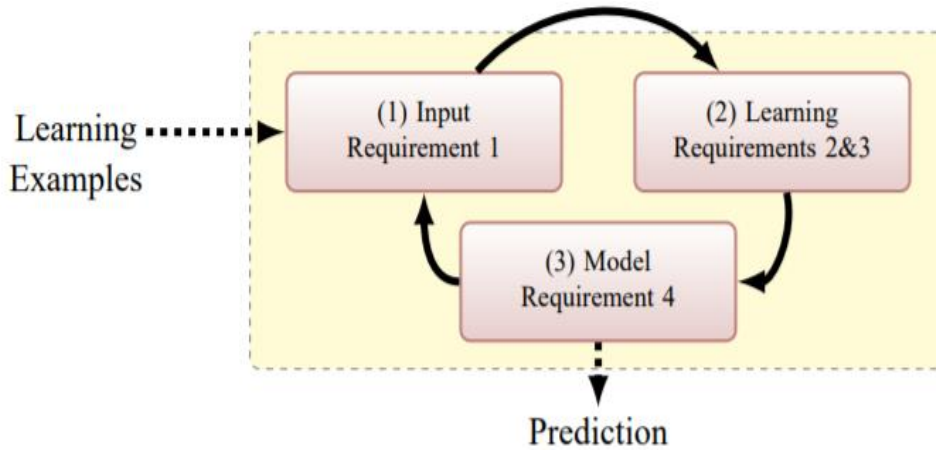 (1) Input
Requirement 1
(2) Learning
Requirements 2&3
Learning
Examples
(3) Model
Requirement 4
Prediction